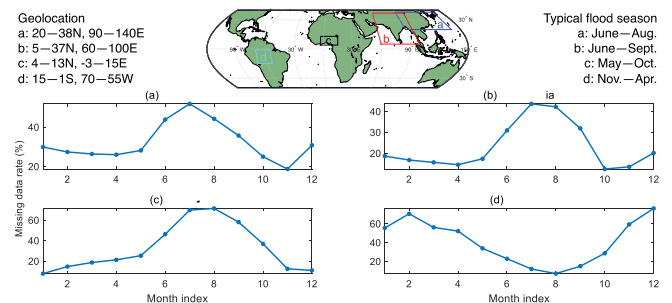 Geolocation
a: 20—38N, 90—140E
b: 5—37N, 60—100E
c: 4—13N, -3—15E
d: 15—1S, 70—55W
30° N
a
b
c
d
90° W
30° W
30° E
150° E
30° S
Typical flood season
a: June—Aug.
b: June—Sept.
c: May—Oct.
d: Nov.—Apr.
(a)
40
20
2 4 6 8 10 12
(b) ia
40
30
20
2 4 6 8 10 12
Missing data rate (%)
(c)
60
40
20
2 4 6 8 10 12
Month index
(d)
60
40
20
2 4 6 8 10 12
Month index